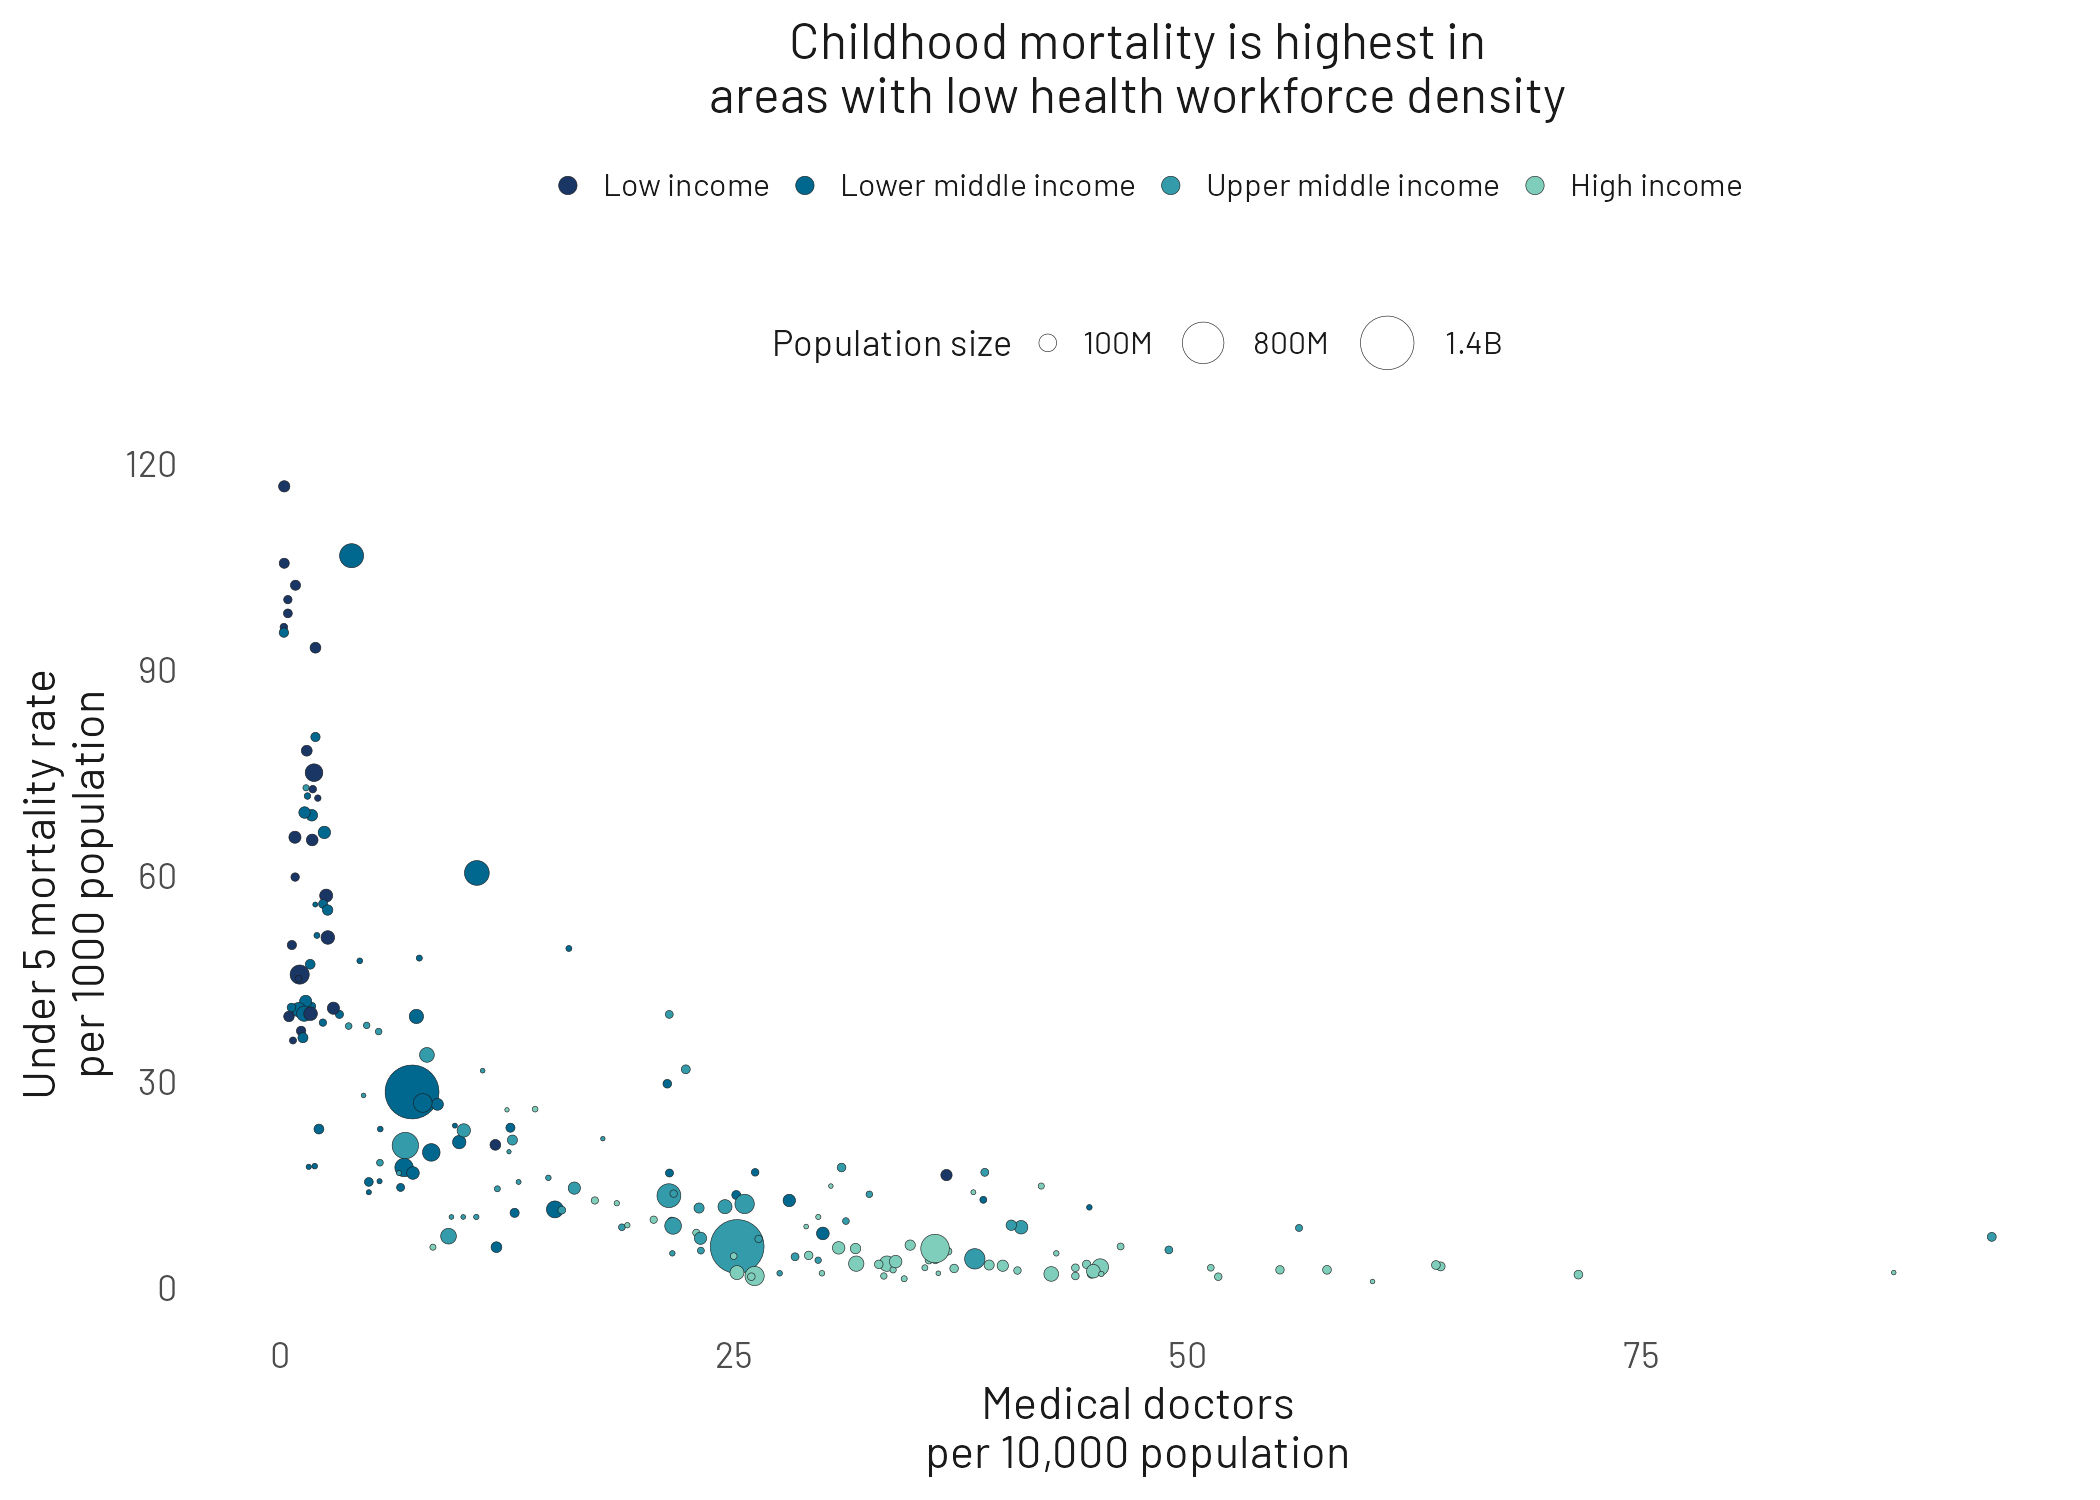 Childhood mortality is highest in
areas with low health workforce density
Low income Lower middle income Upper middle income High income
Population size 100M 800M 1.4B
Under 5 mortality rate
per 1000 population
120
90
60
30
0
0 25 50 75
Medical doctors
per 10,000 population